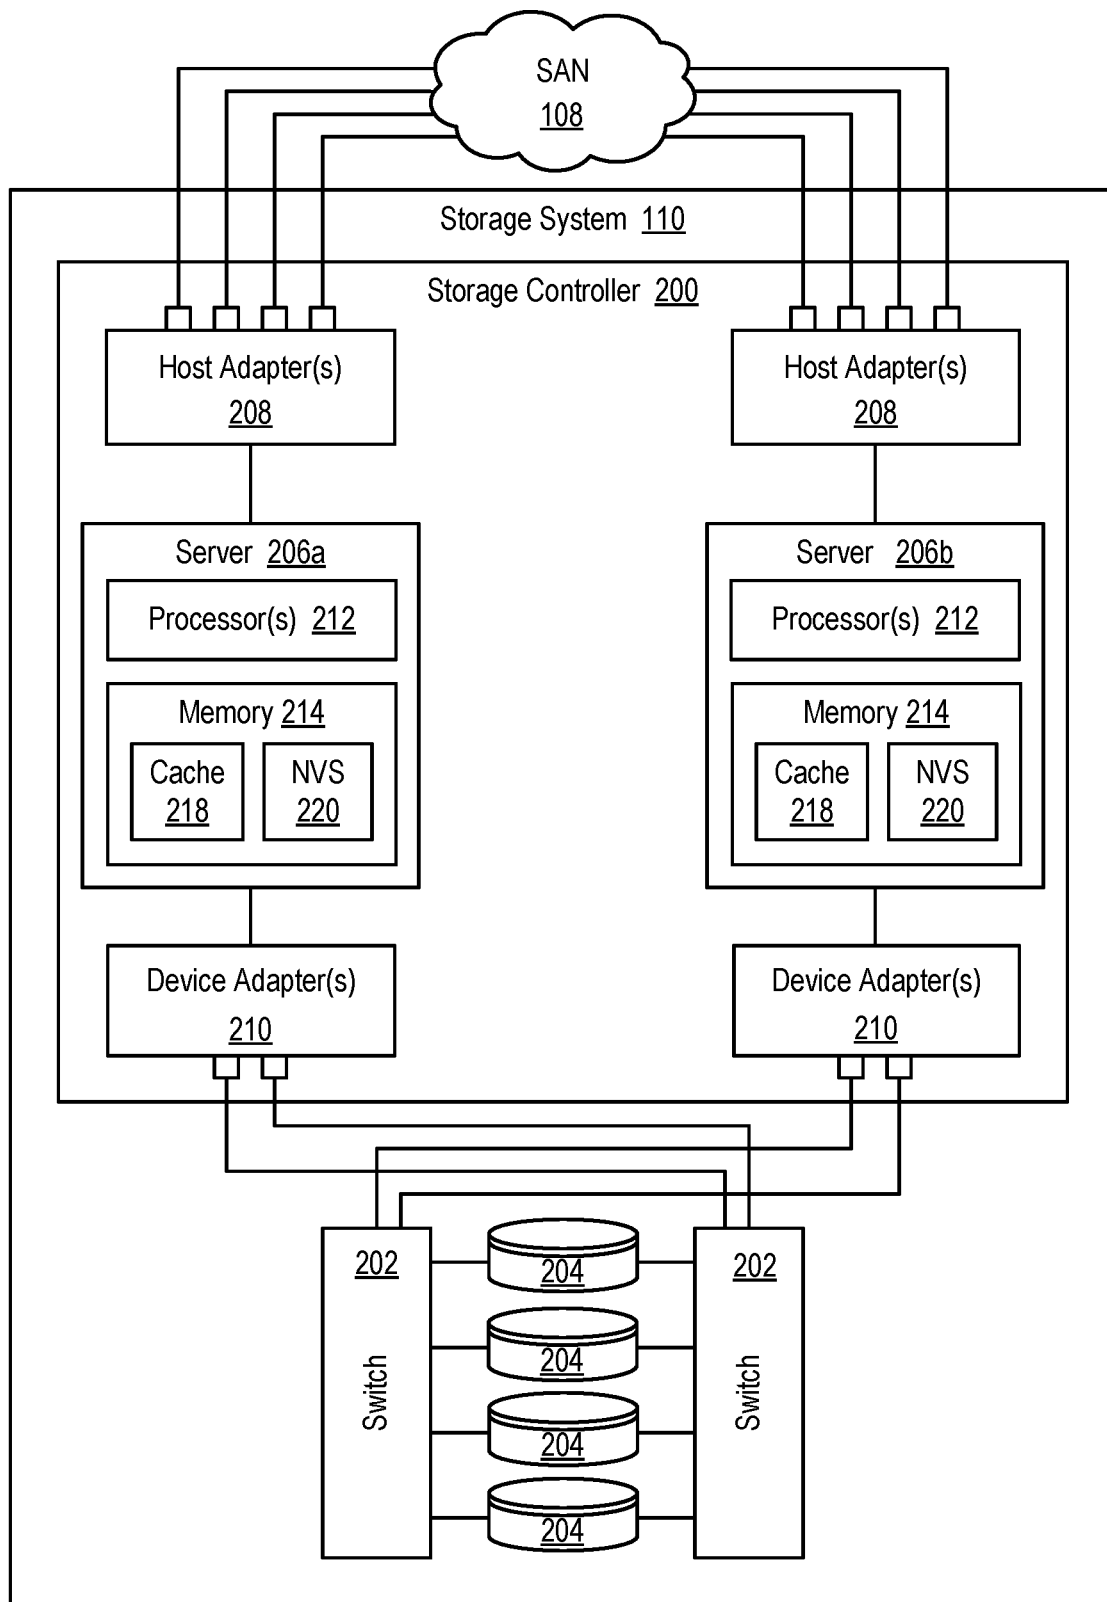 SAN
108
Storage System 110
Storage Controller 200
Host Adapter(s)
208
Host Adapter(s)
208
Server 206a
Processor(s) 212
Memory 214
Cache
218
NVS
220
Server 206b
Processor(s) 212
Memory 214
Cache
218
NVS
220
Device Adapter(s)
210
Device Adapter(s)
210
202
Switch
204
204
204
204
202
Switch